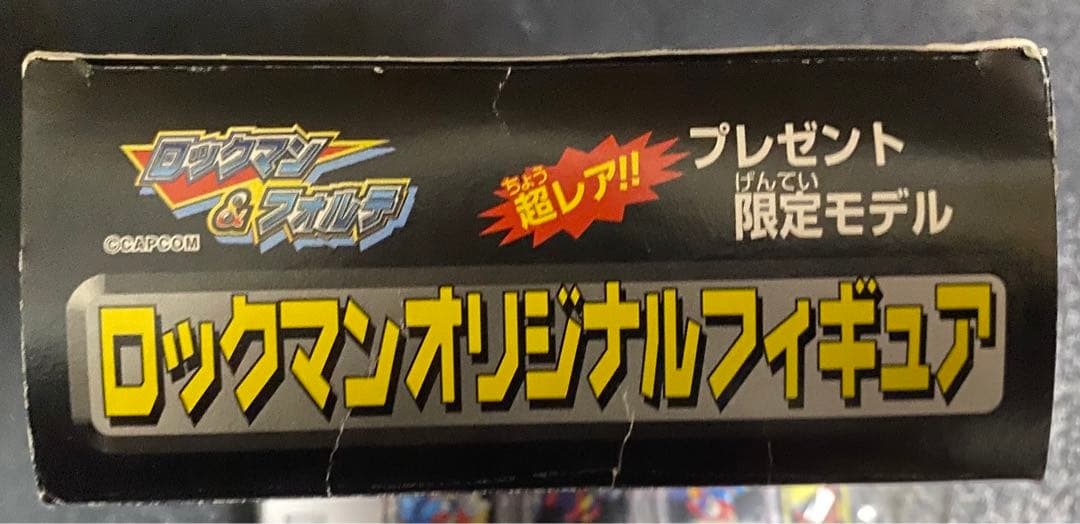 ロックマン
&フォルテ
©CAPCOM
ちょう
超レア!!
プレゼント
げんてい
限定モデル
ロックマンオリジナルフィギュア